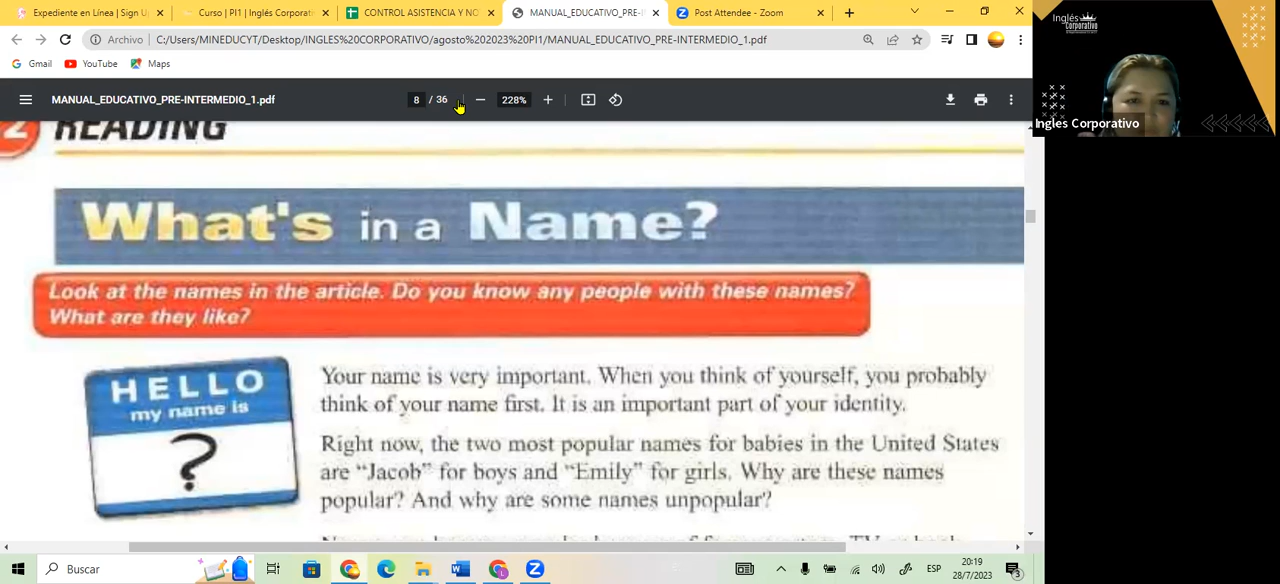 Expediente en Línea | Sign U
Curso | PI1 | Inglés Corporati
CONTROL ASISTENCIA Y NO
MANUAL_EDUCATIVO_PRE-I
Post Attendee - Zoom
Archivo
C:/Users/MINEDUCYT/Desktop/INGLES%20CORPORATIVO/agosto%202023%20PI1/MANUAL_EDUCATIVO_PRE-INTERMEDIO_1.pdf
Gmail YouTube Maps
MANUAL_EDUCATIVO_PRE-INTERMEDIO_1.pdf
8 / 36
228%
2 READING
What's in a Name?
Look at the names in the article. Do you know any people with these names?
What are they like?
HELLO
my name is
?
Your name is very important. When you think of yourself, you probably
think of your name first. It is an important part of your identity.
Right now, the two most popular names for babies in the United States
are "Jacob" for boys and "Emily" for girls. Why are these names
popular? And why are some names unpopular?
Buscar
ESP
20:19
28/7/2023
Inglés
Corporativo
Ingles Corporativo